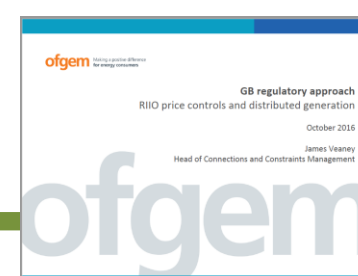 ofgem Making a positive difference
for energy consumers
GB regulatory approach
RIIO price controls and distributed generation
October 2016
James Veaney
Head of Connections and Constraints Management
ofgem